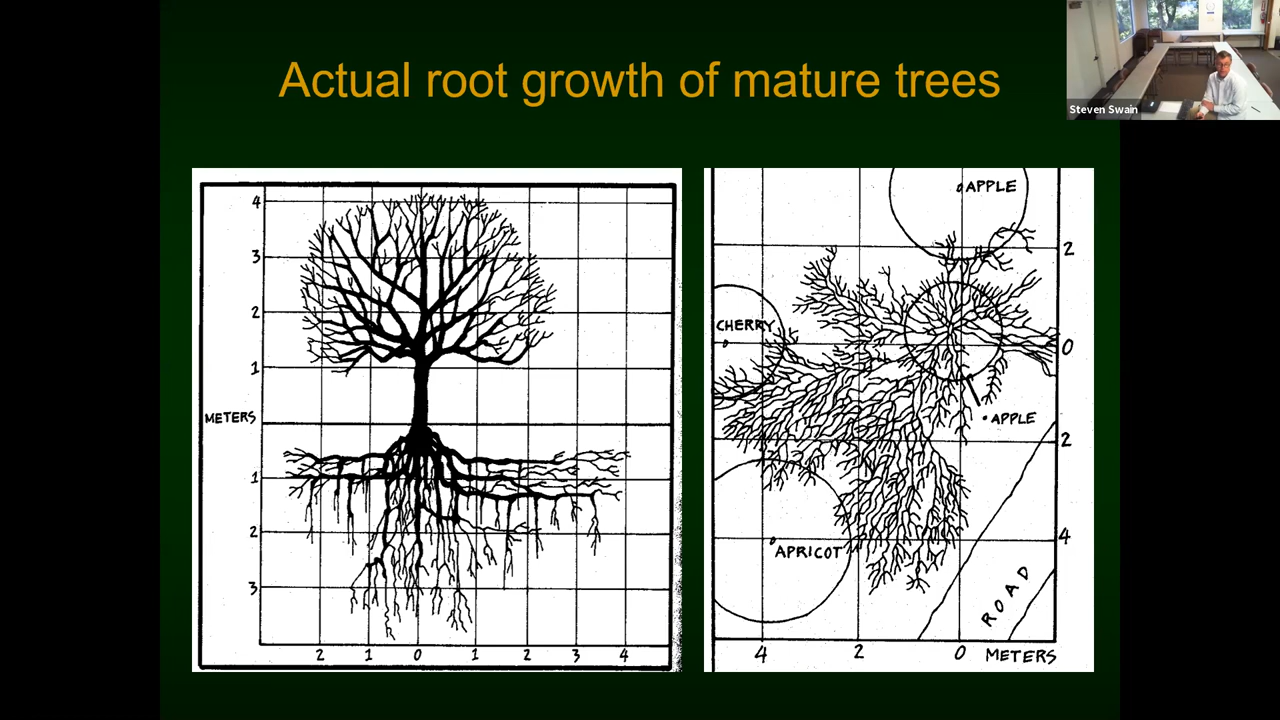 Actual root growth of mature trees
Steven Swain
4
3
2
1
METERS
1
2
3
2 1 0 1 2 3 4
APPLE
2
CHERRY
0
APPLE
2
APRICOT
4
ROAD
4 2 0 METERS